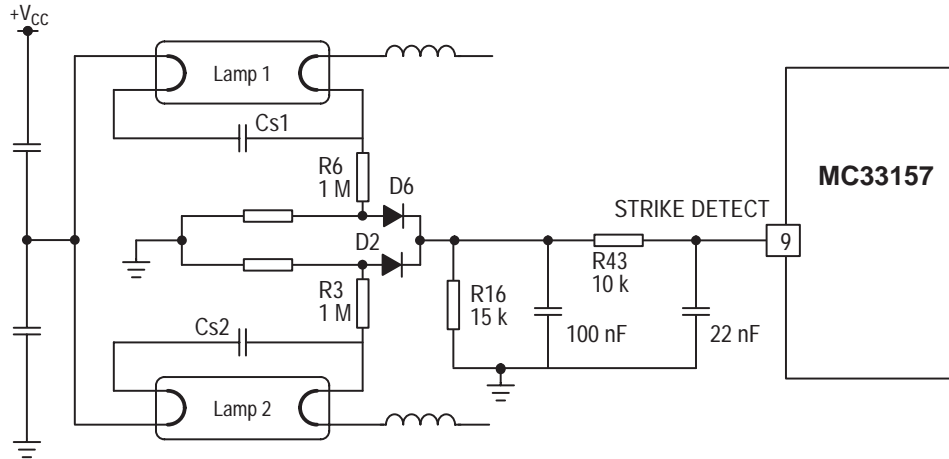 +VCC
Lamp 1
Cs1
R6
1 M
D6
MC33157
STRIKE DETECT
D2
9
R3
1 M
R43
10 k
R16
15 k
Cs2
100 nF
22 nF
Lamp 2